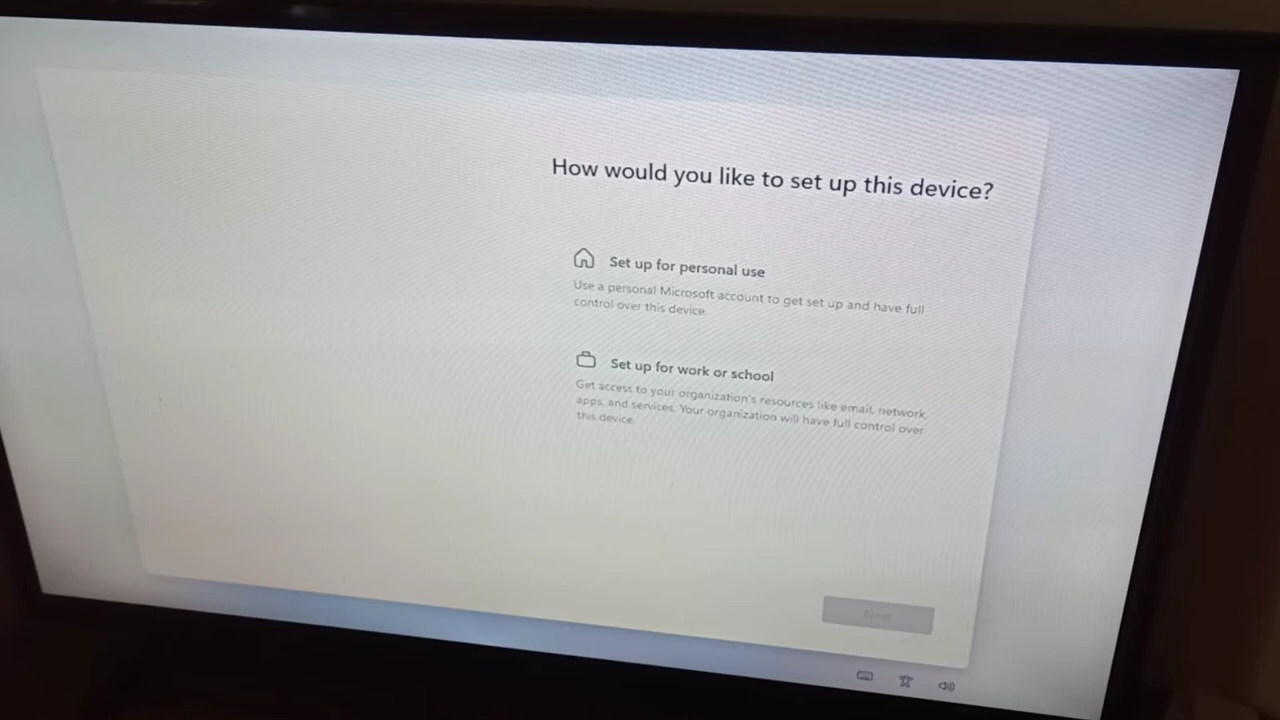 How would you like to set up this device?
Set up for personal use
Use a personal Microsoft account to get set up and have full
control over this device.
Set up for work or school
Get access to your organization's resources like email, network,
apps, and services. Your organization will have full control over
this device.
Next